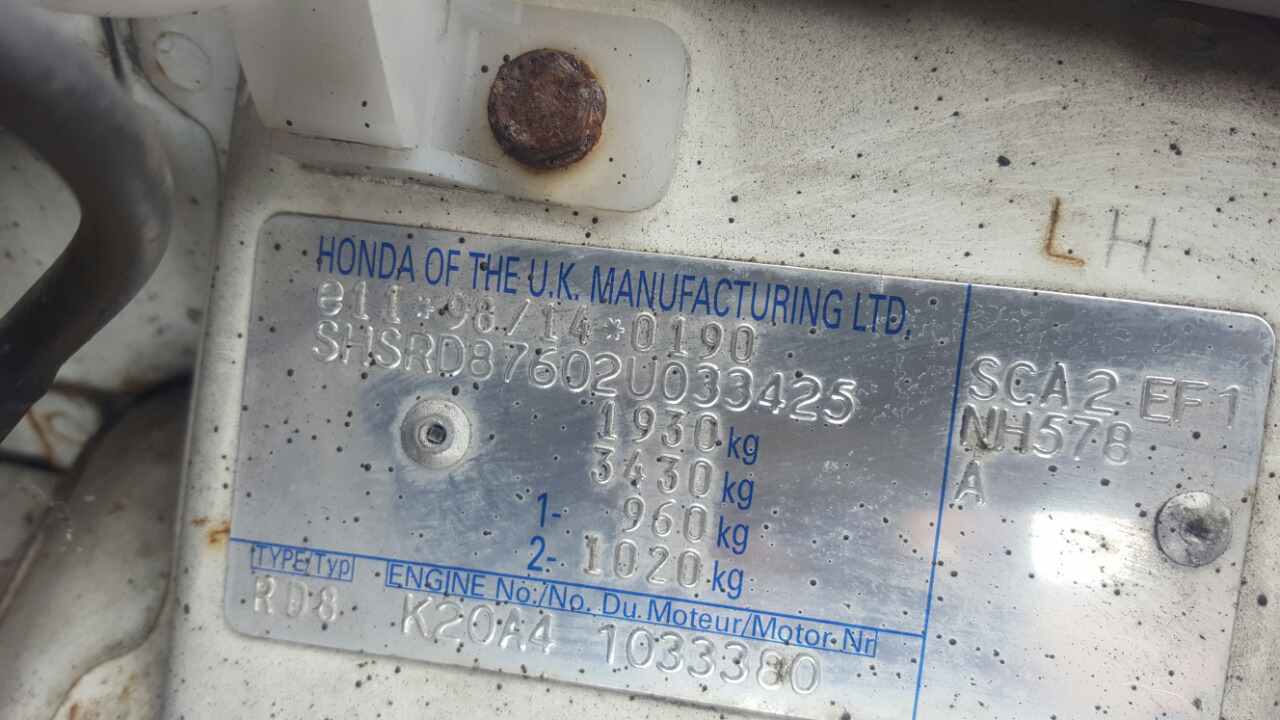 LH
HONDA OF THE U.K. MANUFACTURING LTD.
e11*98/14*0190
SHSRD87602U033425
1930 kg
3430 kg
1- 960 kg
2- 1020 kg
SCA2 EF1
NH578
A
TYPE/Typ ENGINE No./No. Du Moteur/Motor Nr
RD8 K20A4 1033380